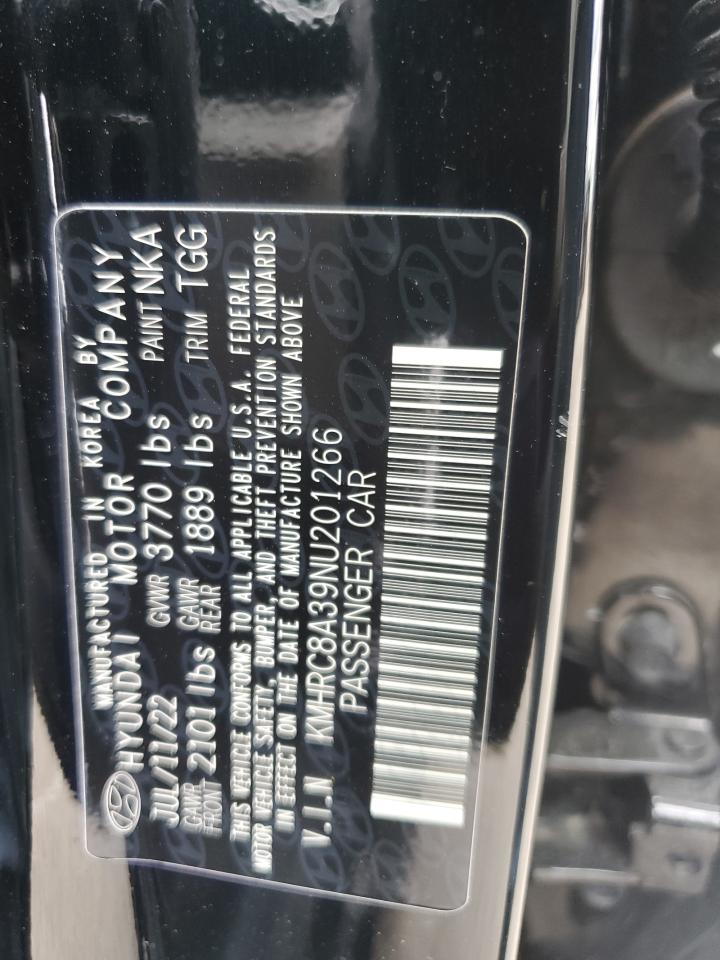 MANUFACTURED IN KOREA BY
HYUNDAI MOTOR COMPANY
JUL/11/22 GVWR 3770 lbs PAINT NKA
GAWR FRONT 2101 lbs GAWR REAR 1889 lbs TRIM TGG
THIS VEHICLE CONFORMS TO ALL APPLICABLE U.S.A. FEDERAL
MOTOR VEHICLE SAFETY, BUMPER, AND THEFT PREVENTION STANDARDS
IN EFFECT ON THE DATE OF MANUFACTURE SHOWN ABOVE
V.I.N KMHRC8A39NU201266
PASSENGER CAR